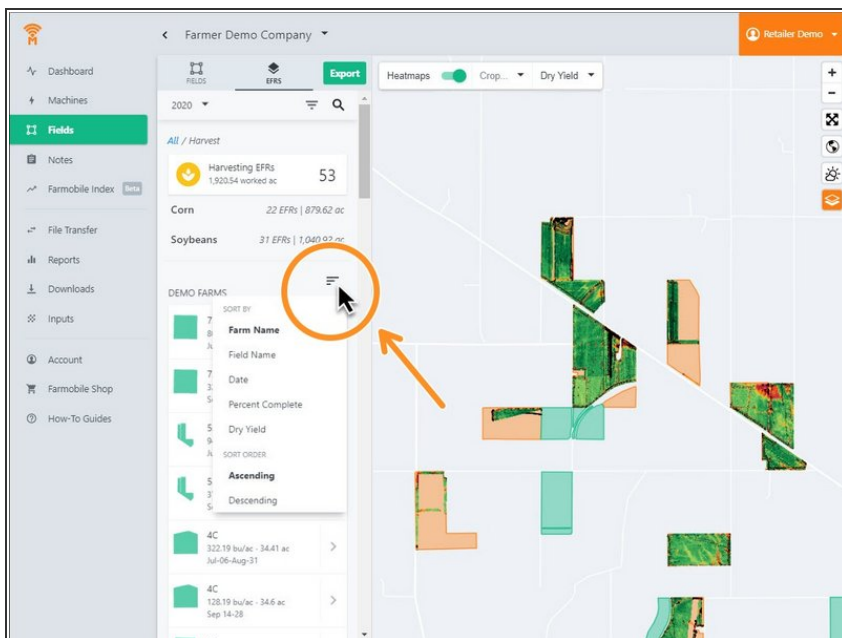 Farmer Demo Company
Retailer Demo
Dashboard
Machines
Fields
Notes
Farmobile Index Beta
File Transfer
Reports
Downloads
Inputs
Account
Farmobile Shop
How-To Guides
FIELDS
EFRS
Export
2020
All / Harvest
Harvesting EFRs
1,920.54 worked ac
53
Corn 22 EFRs | 879.62 ac
Soybeans 31 EFRs | 1,040.92 ac
DEMO FARMS
SORT BY
Farm Name
Field Name
Date
Percent Complete
Dry Yield
SORT ORDER
Ascending
Descending
4C
322.19 bu/ac - 34.41 ac
Jul-06-Aug-31
4C
128.19 bu/ac - 34.6 ac
Sep 14-28
Heatmaps
Crop...
Dry Yield